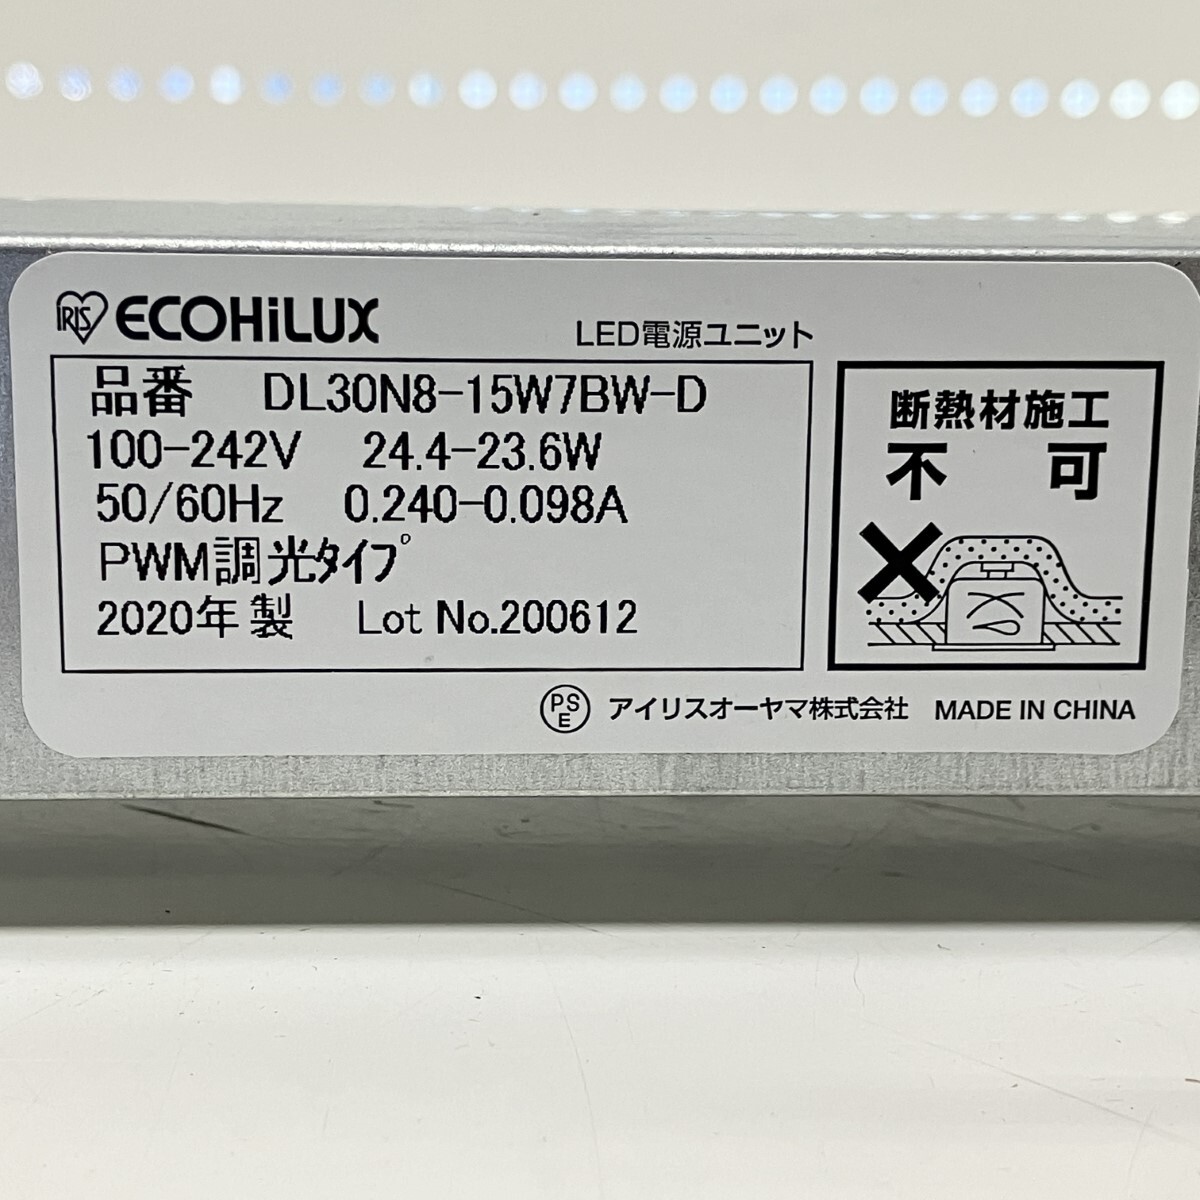 IRIS ECOHiLUX
LED電源ユニット
品番 DL30N8-15W7BW-D
100-242V 24.4-23.6W
50/60Hz 0.240-0.098A
PWM調光タイプ
2020年製 Lot No.200612
断熱材施工
不可
PSE アイリスオーヤマ株式会社 MADE IN CHINA